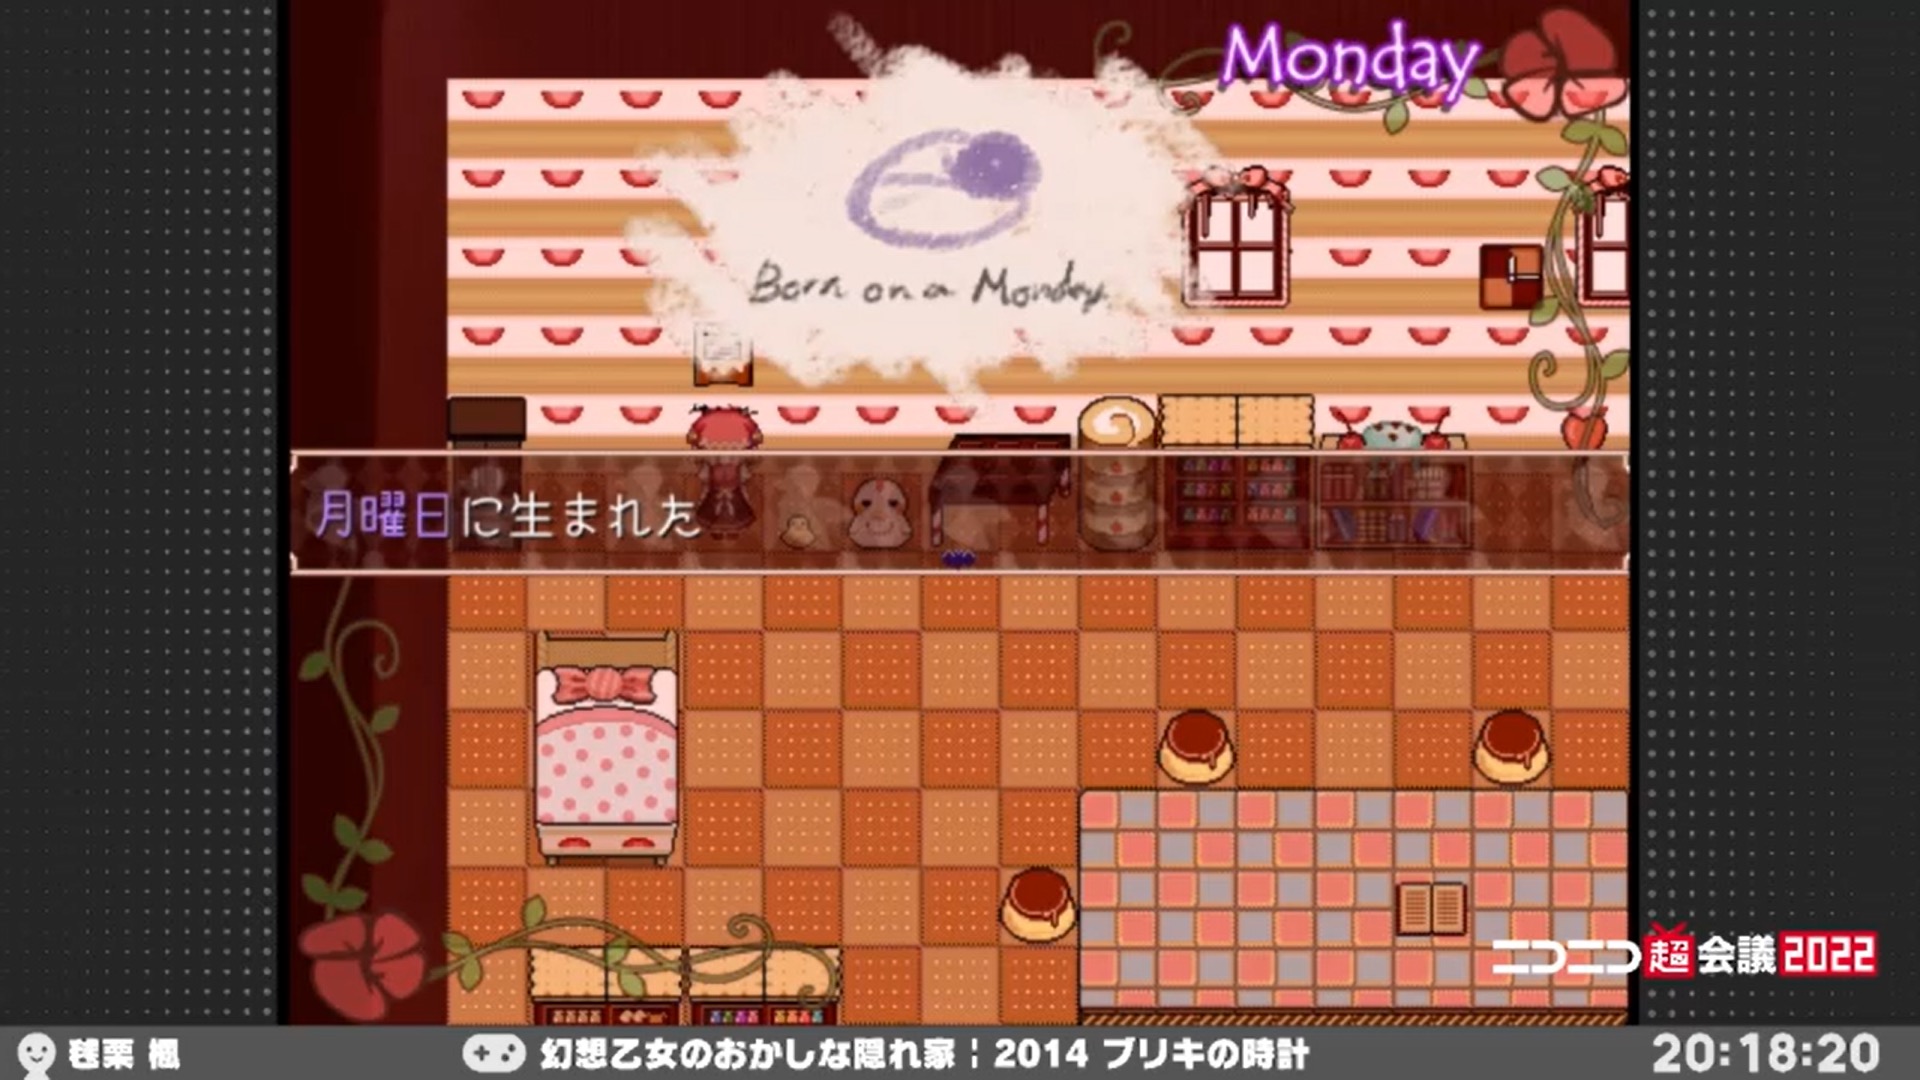 Monday
Born on a Monday
月曜日に生まれた
ニコニコ超会議2022
毬栗 楓
幻想乙女のおかしな隠れ家 | 2014 ブリキの時計
20:18:20